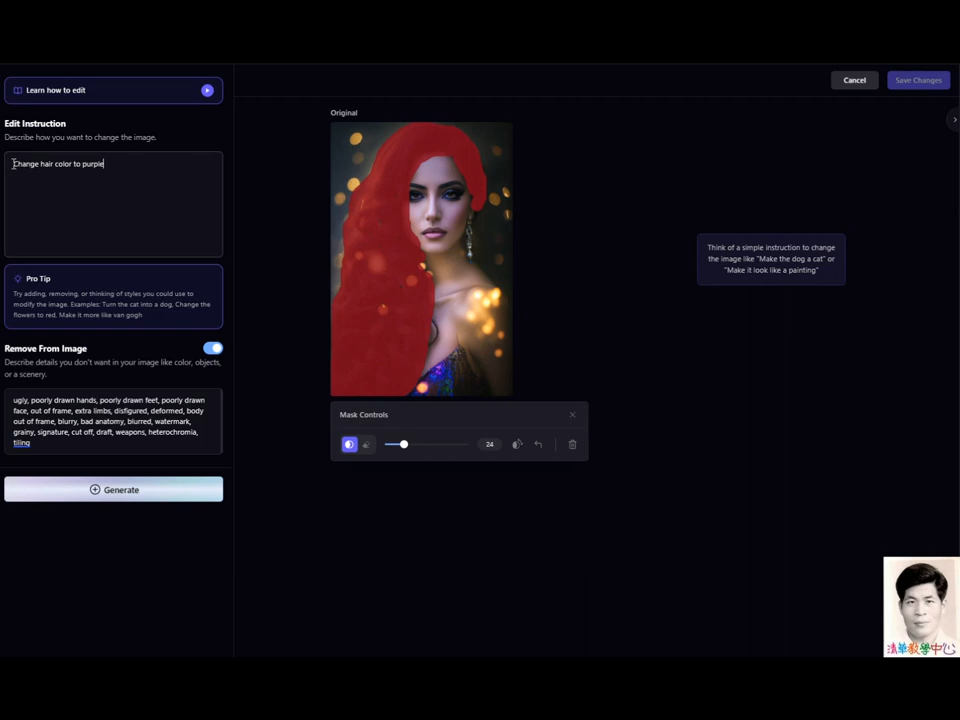 Learn how to edit
Cancel
Save Changes
Edit Instruction
Describe how you want to change the image.
Original
Change hair color to purple
Think of a simple instruction to change
the image like "Make the dog a cat" or
"Make it look like a painting"
Pro Tip
Try adding, removing, or thinking of styles you could use to
modify the image. Examples: Turn the cat into a dog, Change the
flowers to red, Make it more like van gogh
Remove From Image
Describe details you don't want in your image like color, objects,
or a scenery.
ugly, poorly drawn hands, poorly drawn feet, poorly drawn
face, out of frame, extra limbs, disfigured, deformed, body
out of frame, blurry, bad anatomy, blurred, watermark,
grainy, signature, cut off, draft, weapons, heterochromia,
tiling
Mask Controls
24
Generate
清華教學中心